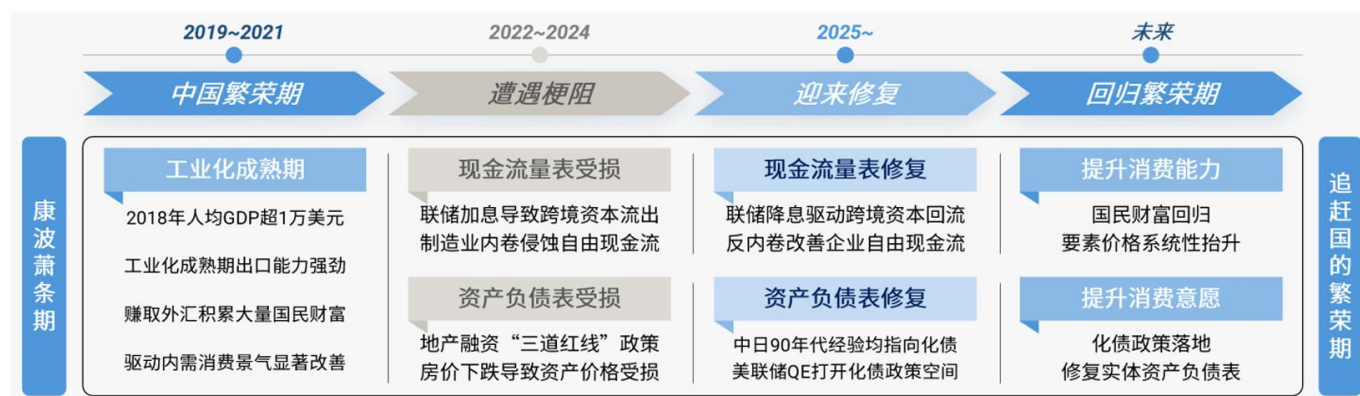 2019~2021
2022~2024
2025~
未来
中国繁荣期
遭遇梗阻
迎来修复
回归繁荣期
康波萧条期
工业化成熟期
2018年人均GDP超1万美元
工业化成熟期出口能力强劲
赚取外汇积累大量国民财富
驱动内需消费景气显著改善
现金流量表受损
联储加息导致跨境资本流出
制造业内卷侵蚀自由现金流
资产负债表受损
地产融资“三道红线”政策
房价下跌导致资产价格受损
现金流量表修复
联储降息驱动跨境资本回流
反内卷改善企业自由现金流
资产负债表修复
中日90年代经验均指向化债
美联储QE打开化债政策空间
提升消费能力
国民财富回归
要素价格系统性抬升
提升消费意愿
化债政策落地
修复实体资产负债表
追赶国的繁荣期